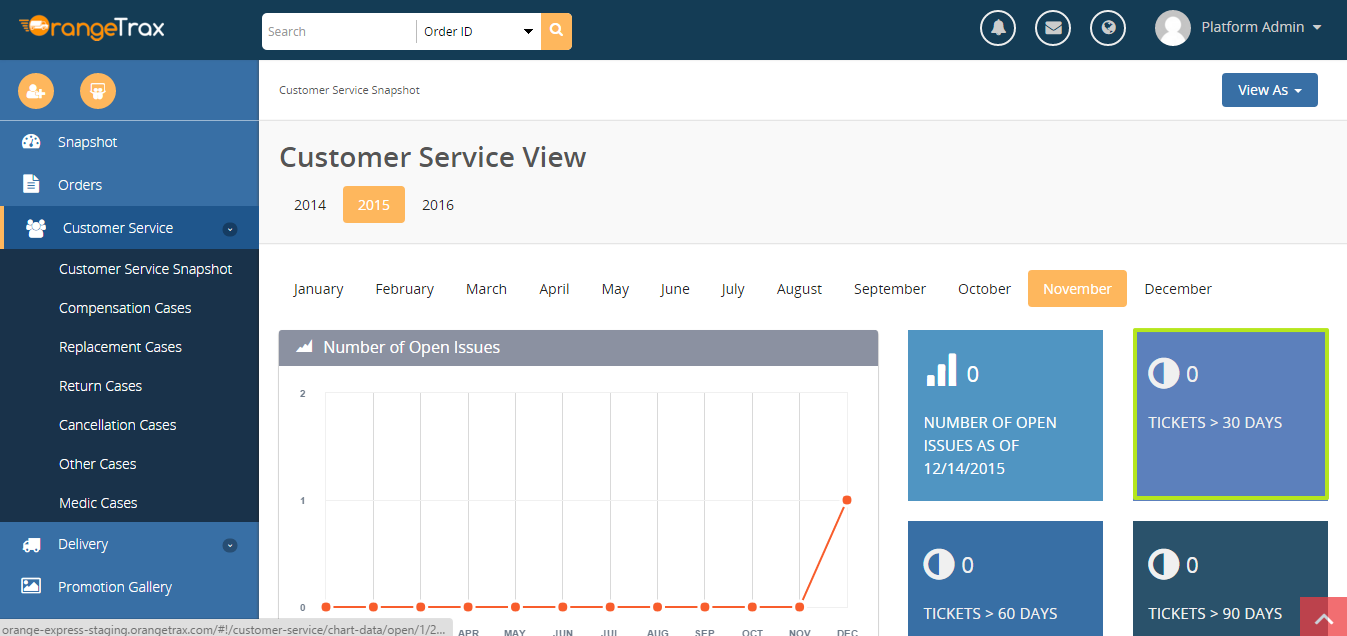 OrangeTrax
Search
Order ID
Platform Admin
Customer Service Snapshot
View As
Snapshot
Orders
Customer Service
Customer Service Snapshot
Compensation Cases
Replacement Cases
Return Cases
Cancellation Cases
Other Cases
Medic Cases
Delivery
Promotion Gallery
Customer Service View
2014 2015 2016
January February March April May June July August September October November December
Number of Open Issues
2
1
0
APR MAY JUN JUL AUG SEP OCT NOV DEC
0
NUMBER OF OPEN
ISSUES AS OF
12/14/2015
0
TICKETS > 30 DAYS
0
TICKETS > 60 DAYS
0
TICKETS > 90 DAYS
orange-express-staging.orangetrax.com/#!/customer-service/chart-data/open/1/2...